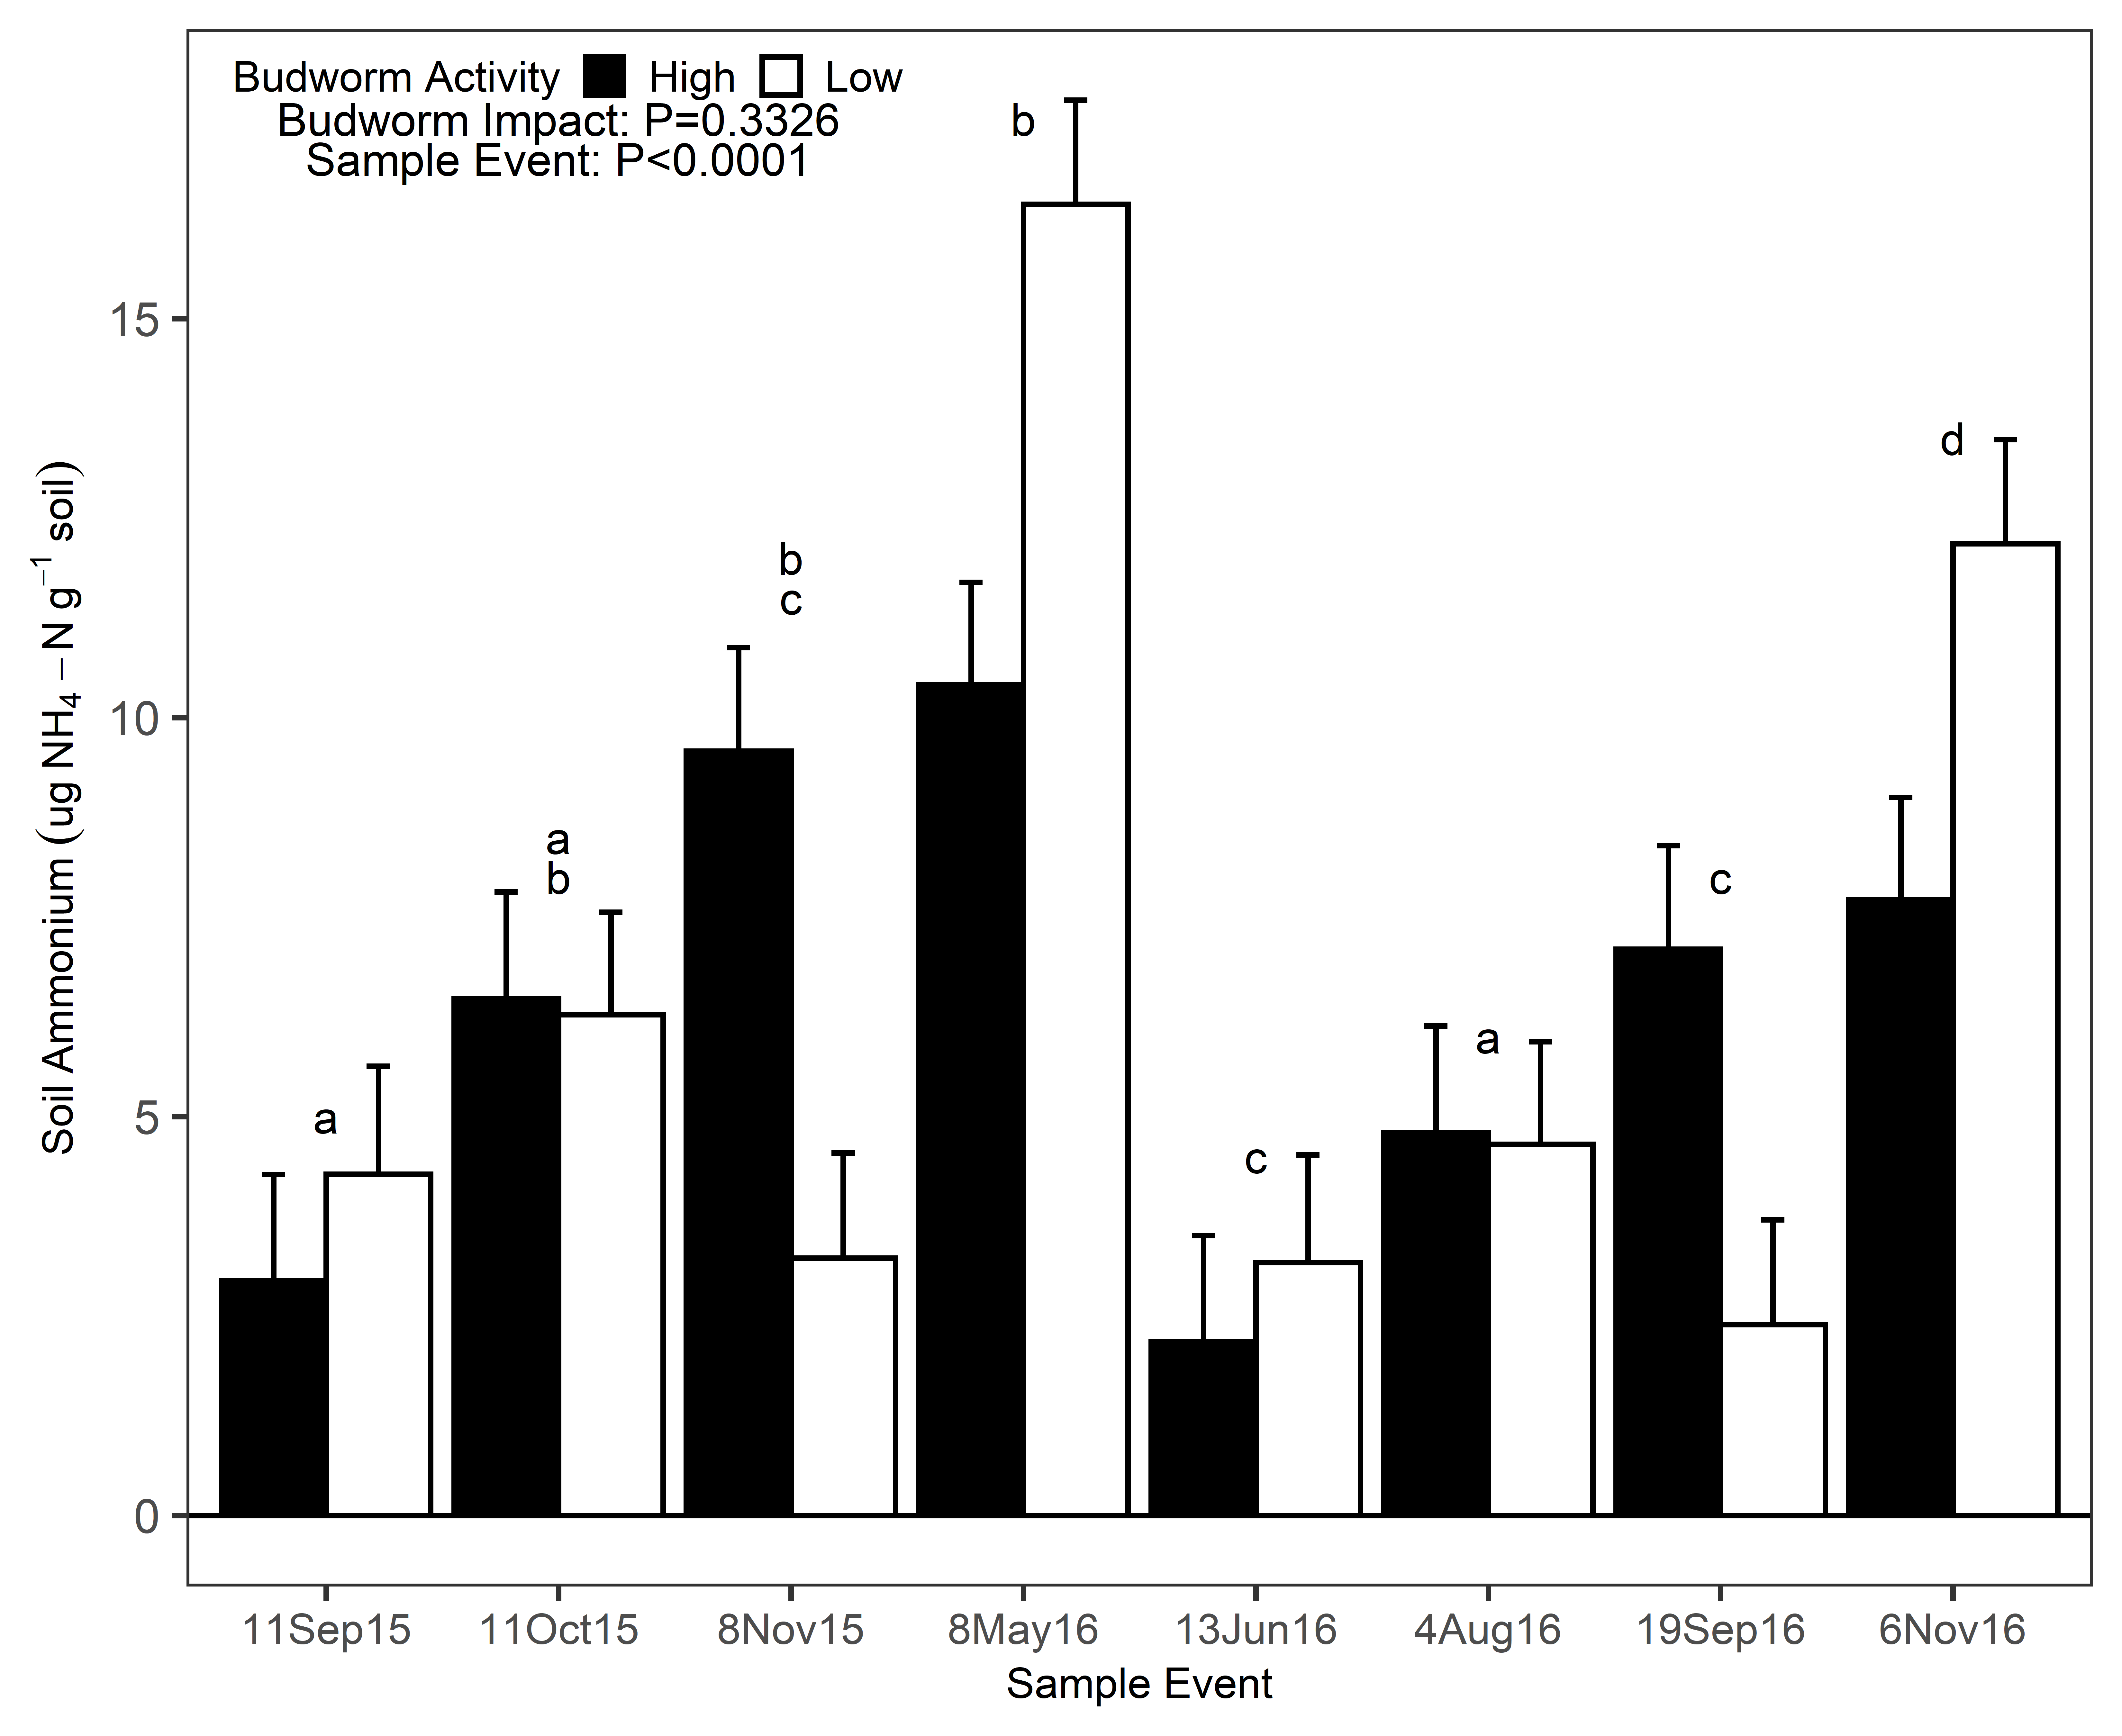 Budworm Activity High Low
Budworm Impact: P=0.3326
Sample Event: P<0.0001
Soil Ammonium (ug NH₄−N g⁻¹ soil)
15
10
5
0
b
d
b
c
a
b
c
a
a
c
11Sep15 11Oct15 8Nov15 8May16 13Jun16 4Aug16 19Sep16 6Nov16
Sample Event